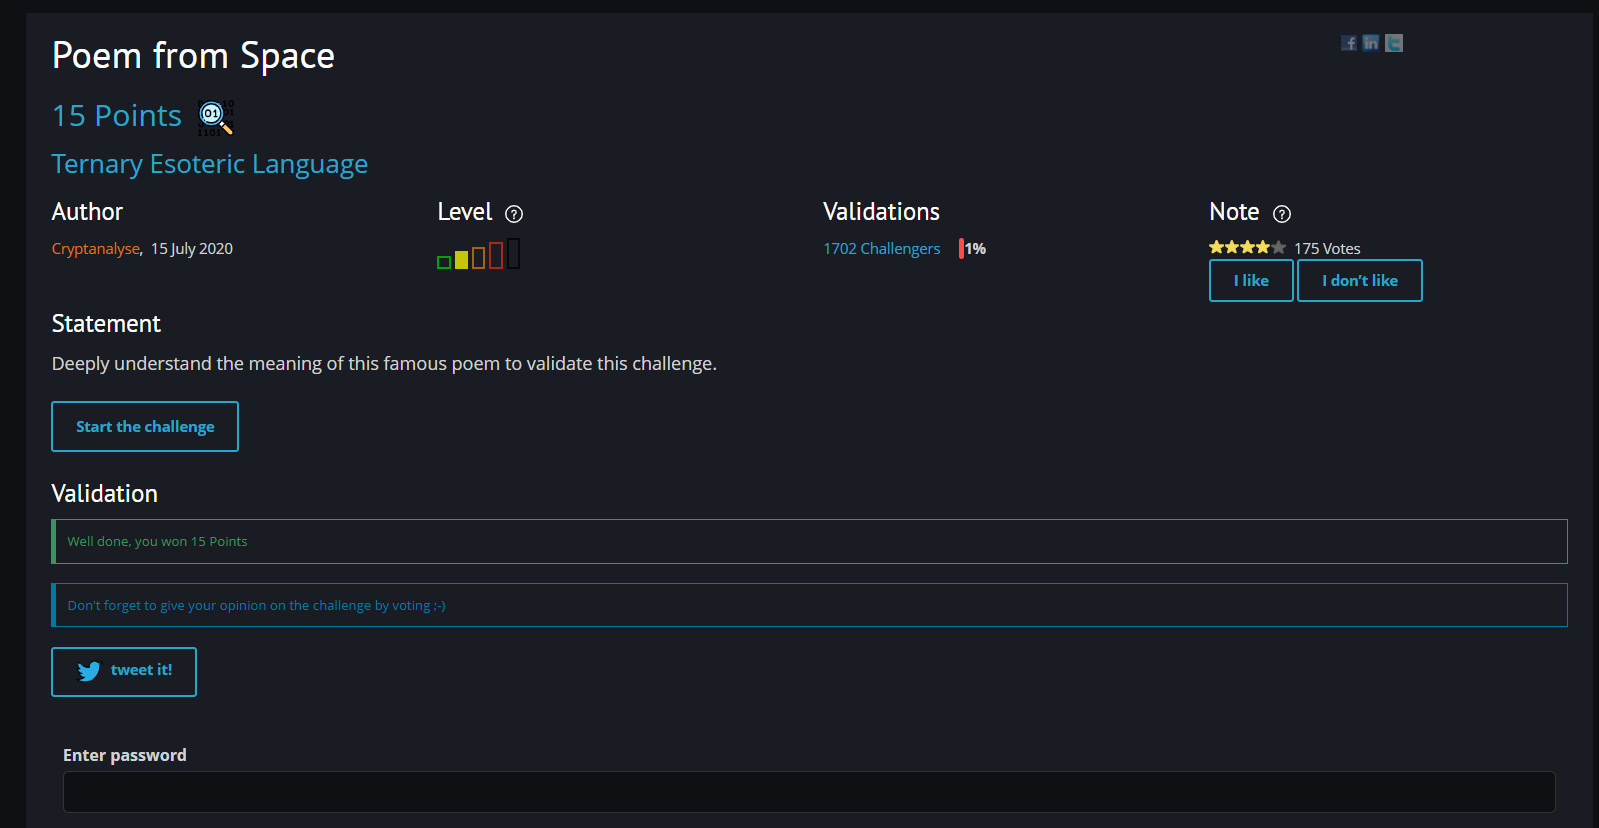 Poem from Space
15 Points
Ternary Esoteric Language
Author Level ? Validations Note ?
Cryptanalyse, 15 July 2020 1702 Challengers 1% 175 Votes
I like I don't like
Statement
Deeply understand the meaning of this famous poem to validate this challenge.
Start the challenge
Validation
Well done, you won 15 Points
Don't forget to give your opinion on the challenge by voting ;-)
tweet it!
Enter password